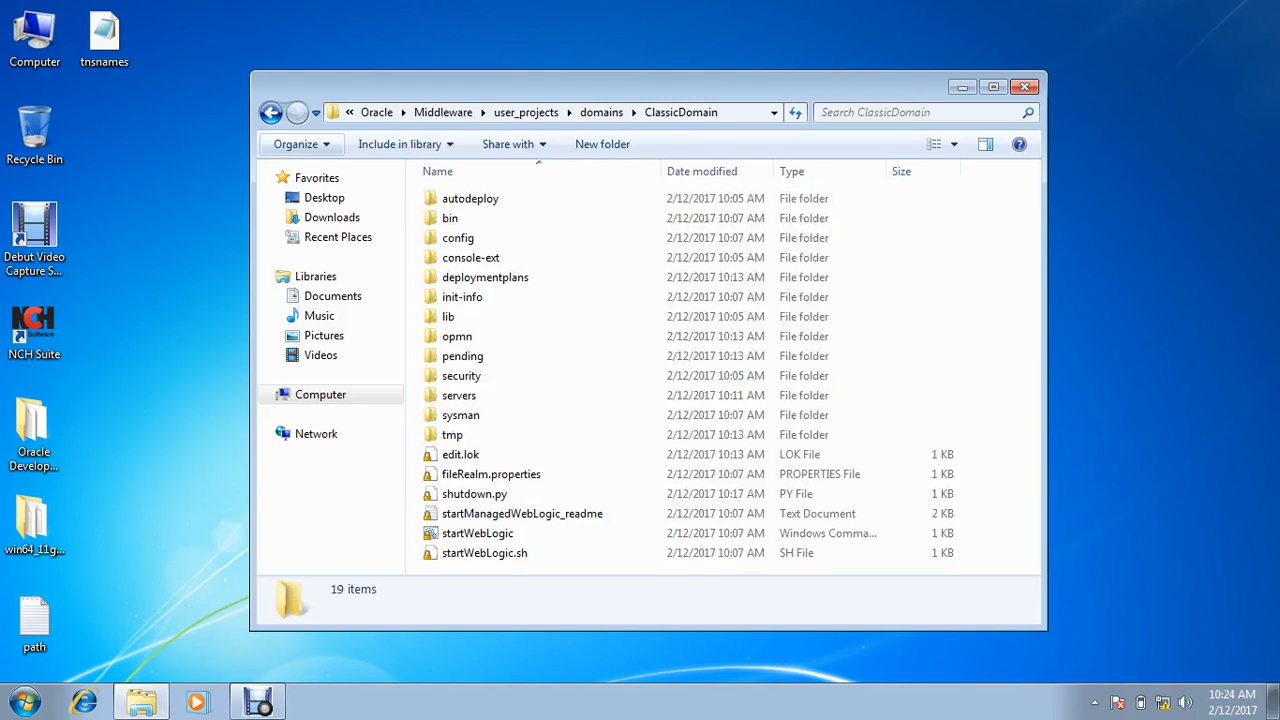 Computer
tnsnames
Recycle Bin
Debut Video
Capture S...
NCH
Software
NCH Suite
Oracle
Develop...
win64_11g...
path
« Oracle Middleware user_projects domains ClassicDomain
Search ClassicDomain
Organize Include in library Share with New folder
Name Date modified Type Size
Favorites
Desktop
Downloads
Recent Places
Libraries
Documents
Music
Pictures
Videos
Computer
Network
autodeploy 2/12/2017 10:05 AM File folder
bin 2/12/2017 10:07 AM File folder
config 2/12/2017 10:07 AM File folder
console-ext 2/12/2017 10:05 AM File folder
deploymentplans 2/12/2017 10:13 AM File folder
init-info 2/12/2017 10:07 AM File folder
lib 2/12/2017 10:05 AM File folder
opmn 2/12/2017 10:13 AM File folder
pending 2/12/2017 10:13 AM File folder
security 2/12/2017 10:05 AM File folder
servers 2/12/2017 10:11 AM File folder
sysman 2/12/2017 10:07 AM File folder
tmp 2/12/2017 10:13 AM File folder
edit.lok 2/12/2017 10:13 AM LOK File 1 KB
fileRealm.properties 2/12/2017 10:07 AM PROPERTIES File 1 KB
shutdown.py 2/12/2017 10:17 AM PY File 1 KB
startManagedWebLogic_readme 2/12/2017 10:07 AM Text Document 2 KB
startWebLogic 2/12/2017 10:07 AM Windows Comma... 1 KB
startWebLogic.sh 2/12/2017 10:07 AM SH File 1 KB
19 items
10:24 AM
2/12/2017